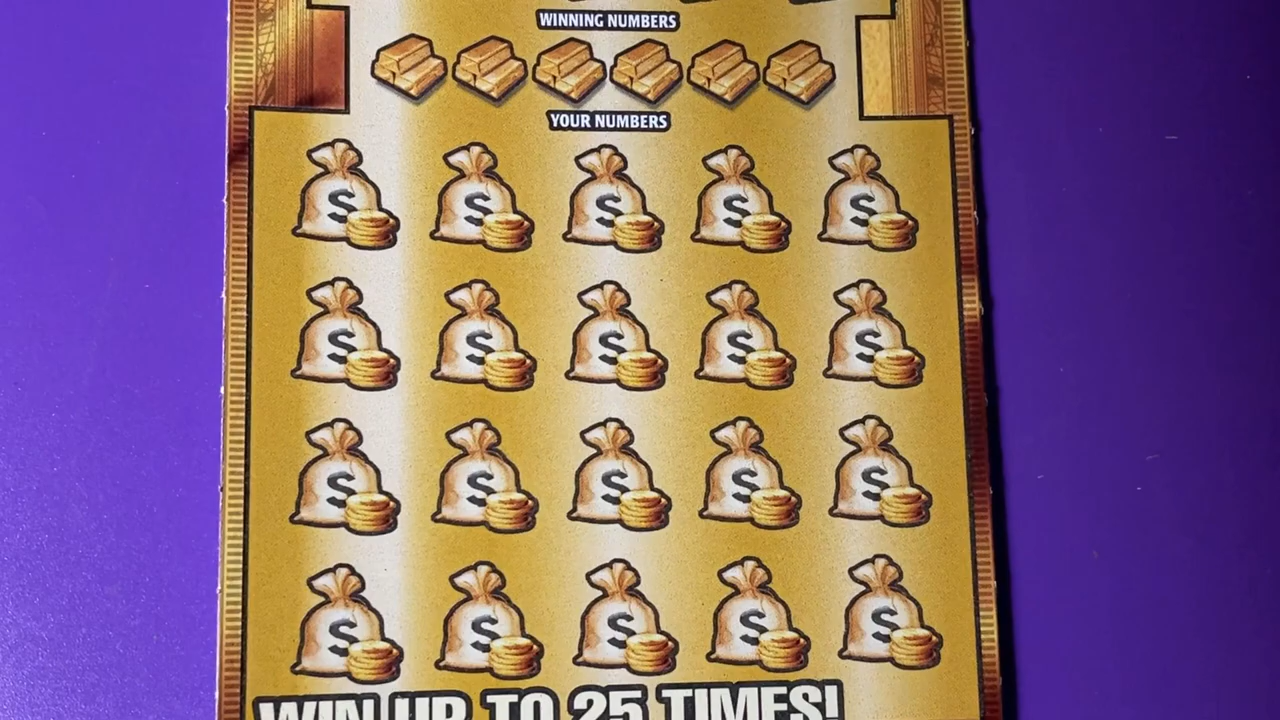 WINNING NUMBERS
YOUR NUMBERS
$ $ $ $ $
$ $ $ $ $
$ $ $ $ $
$ $ $ $ $
WIN UP TO 25 TIMES!